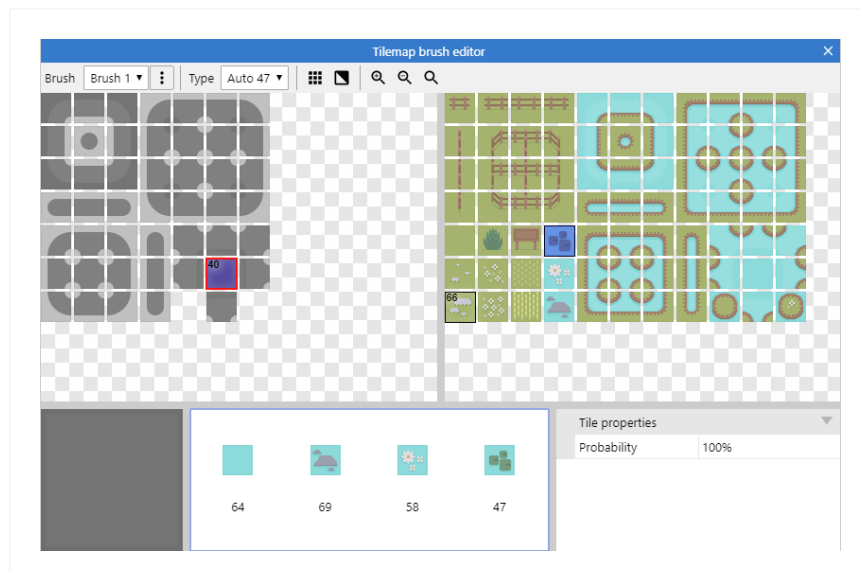 Tilemap brush editor
Brush Brush 1 Type Auto 47
40
66
Tile properties
Probability 100%
64 69 58 47